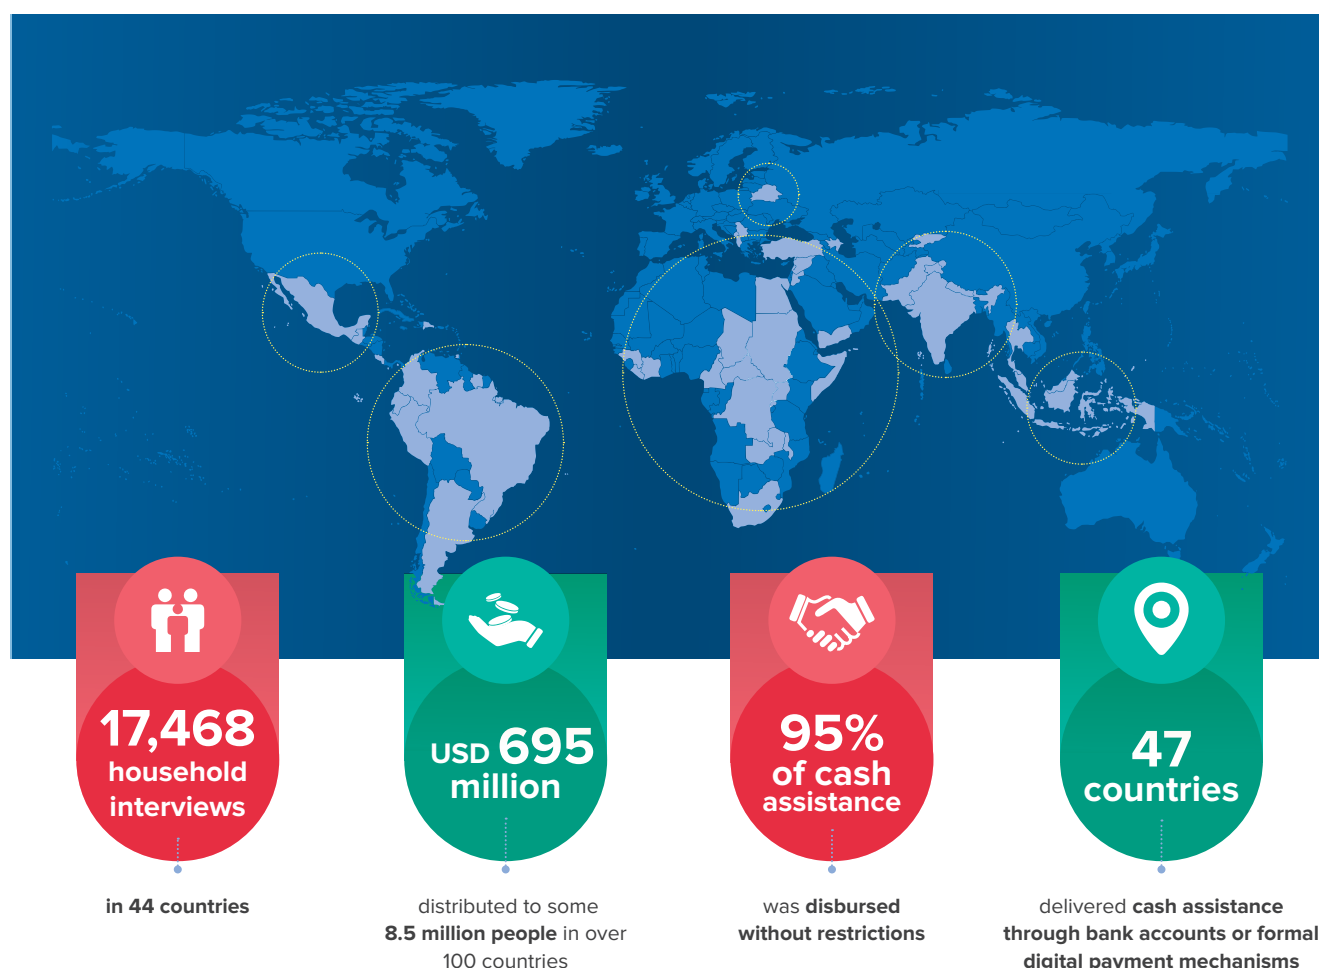 17,468
household
interviews
in 44 countries
USD 695
million
distributed to some
8.5 million people in over
100 countries
95%
of cash
assistance
was disbursed
without restrictions
47
countries
delivered cash assistance
through bank accounts or formal
digital payment mechanisms